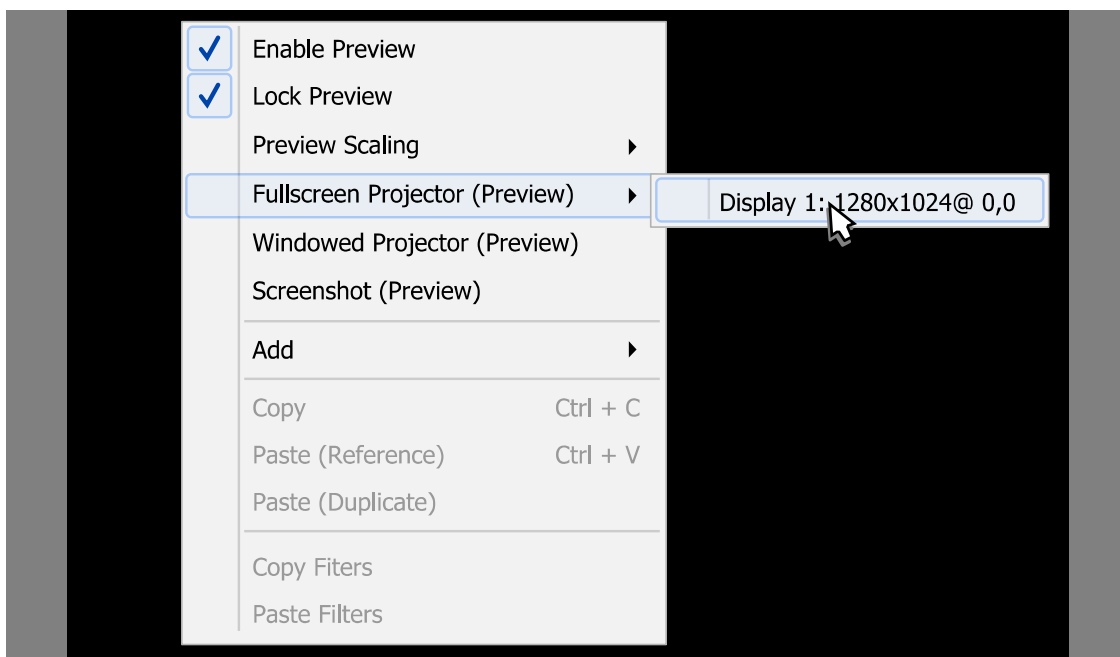 Enable Preview
Lock Preview
Preview Scaling
Fullscreen Projector (Preview)
Display 1: 1280x1024@ 0,0
Windowed Projector (Preview)
Screenshot (Preview)
Add
Copy Ctrl + C
Paste (Reference) Ctrl + V
Paste (Duplicate)
Copy Fiters
Paste Filters